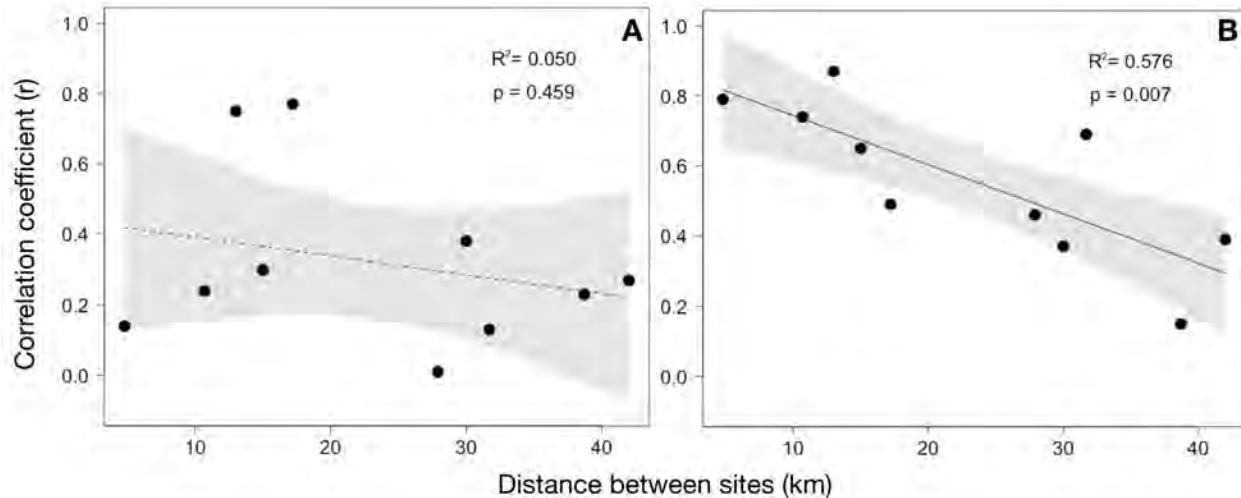 A
R²= 0.050
p = 0.459
1.0
0.8
0.6
0.4
0.2
0.0
10
20
30
40
B
R²= 0.576
p = 0.007
1.0
0.8
0.6
0.4
0.2
0.0
10
20
30
40
Correlation coefficient (r)
Distance between sites (km)